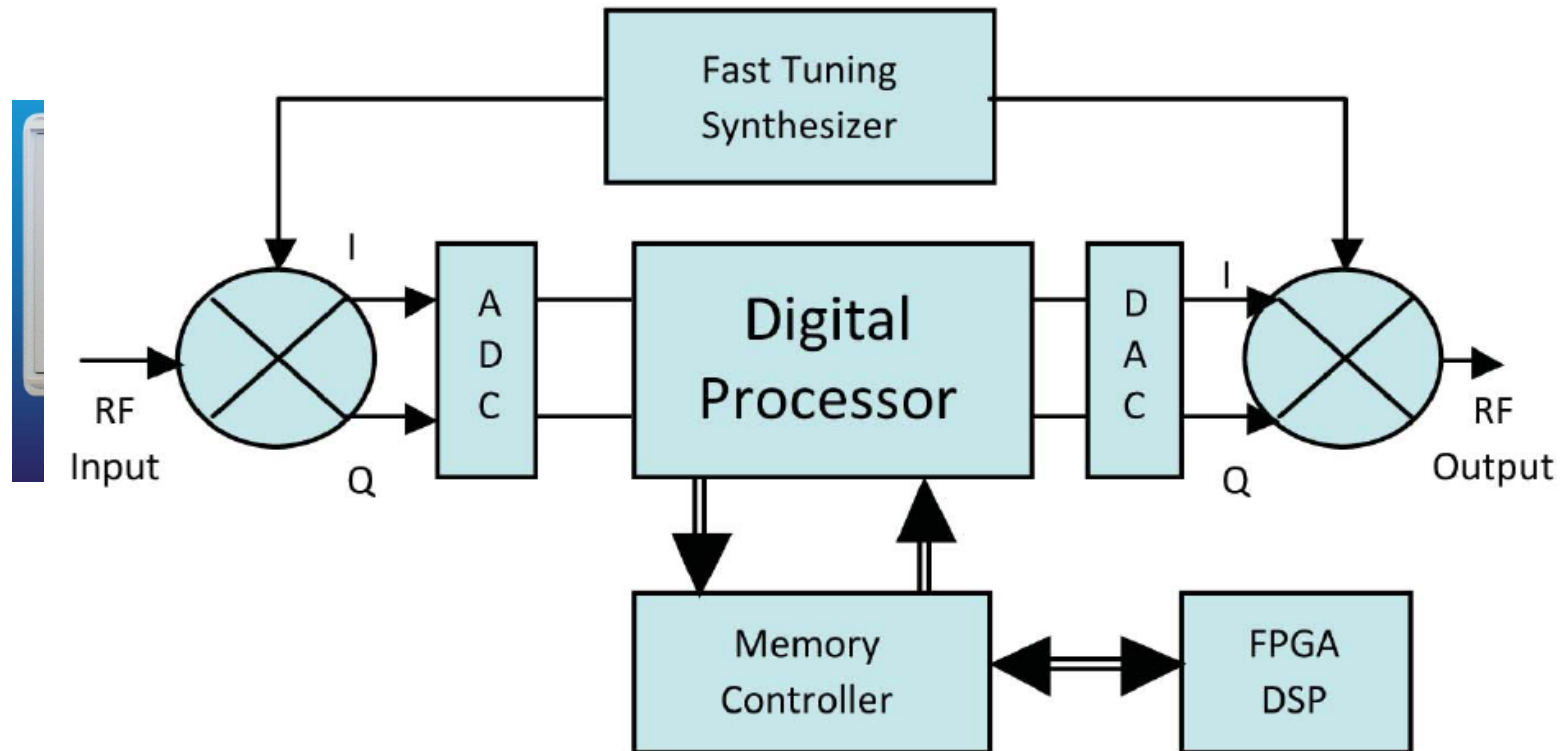 Fast Tuning
Synthesizer
I
A
D
C
Digital
Processor
D
A
C
I
RF
Input
Q
Q
RF
Output
Memory
Controller
FPGA
DSP